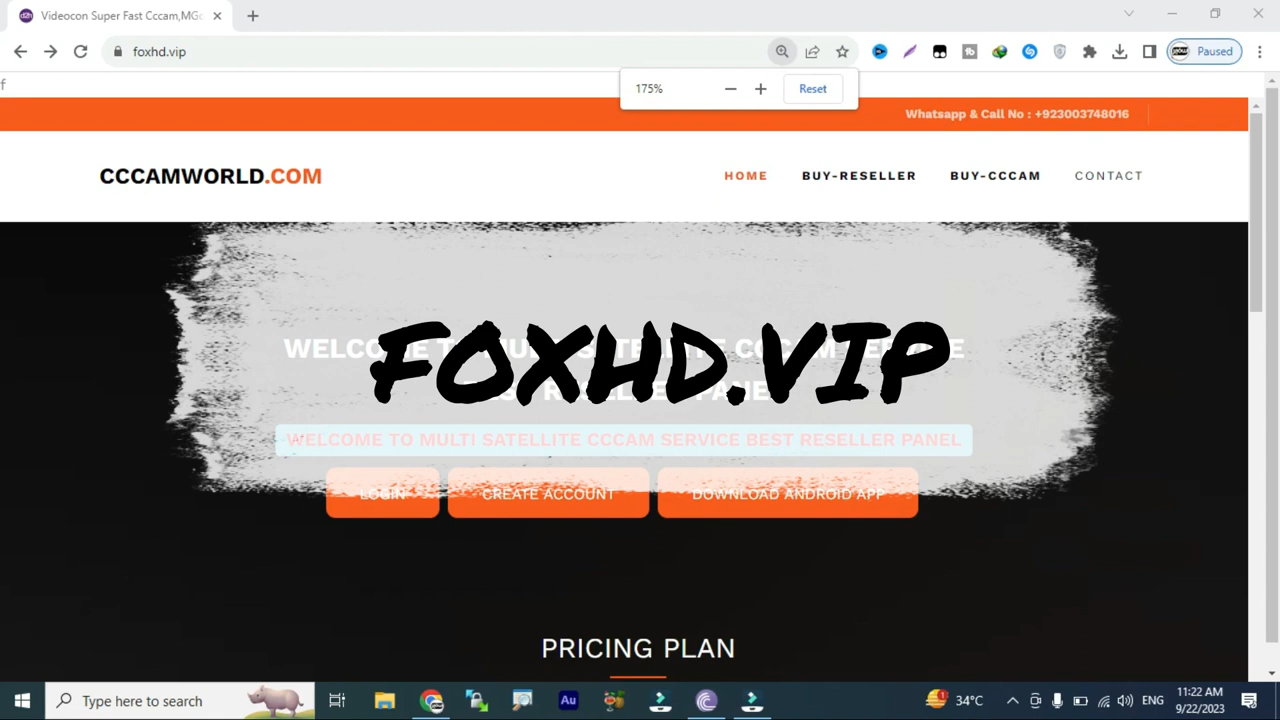 Videocon Super Fast Cccam,MGc
foxhd.vip
Paused
f
175%
Reset
Whatsapp & Call No : +923003748016
CCCAMWORLD.COM
HOME BUY-RESELLER BUY-CCCAM CONTACT
FOXHD.VIP
WELCOME TO MULTI SATELLITE CCCAM SERVICE
BEST RESELLER PANEL
WELCOME TO MULTI SATELLITE CCCAM SERVICE BEST RESELLER PANEL
LOGIN CREATE ACCOUNT DOWNLOAD ANDROID APP
PRICING PLAN
Type here to search
Au
34°C
ENG
11:22 AM
9/22/2023